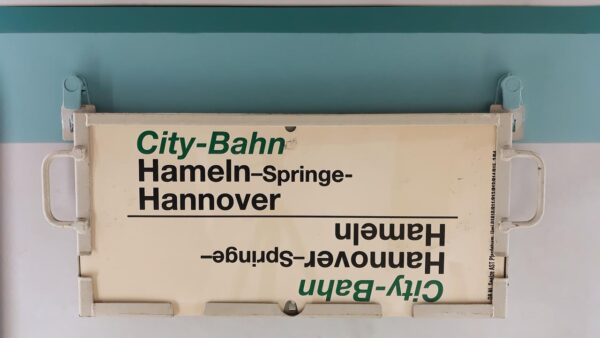 City-Bahn
Hameln–Springe-
Hannover
City-Bahn
Hannover–Springe–
Hameln